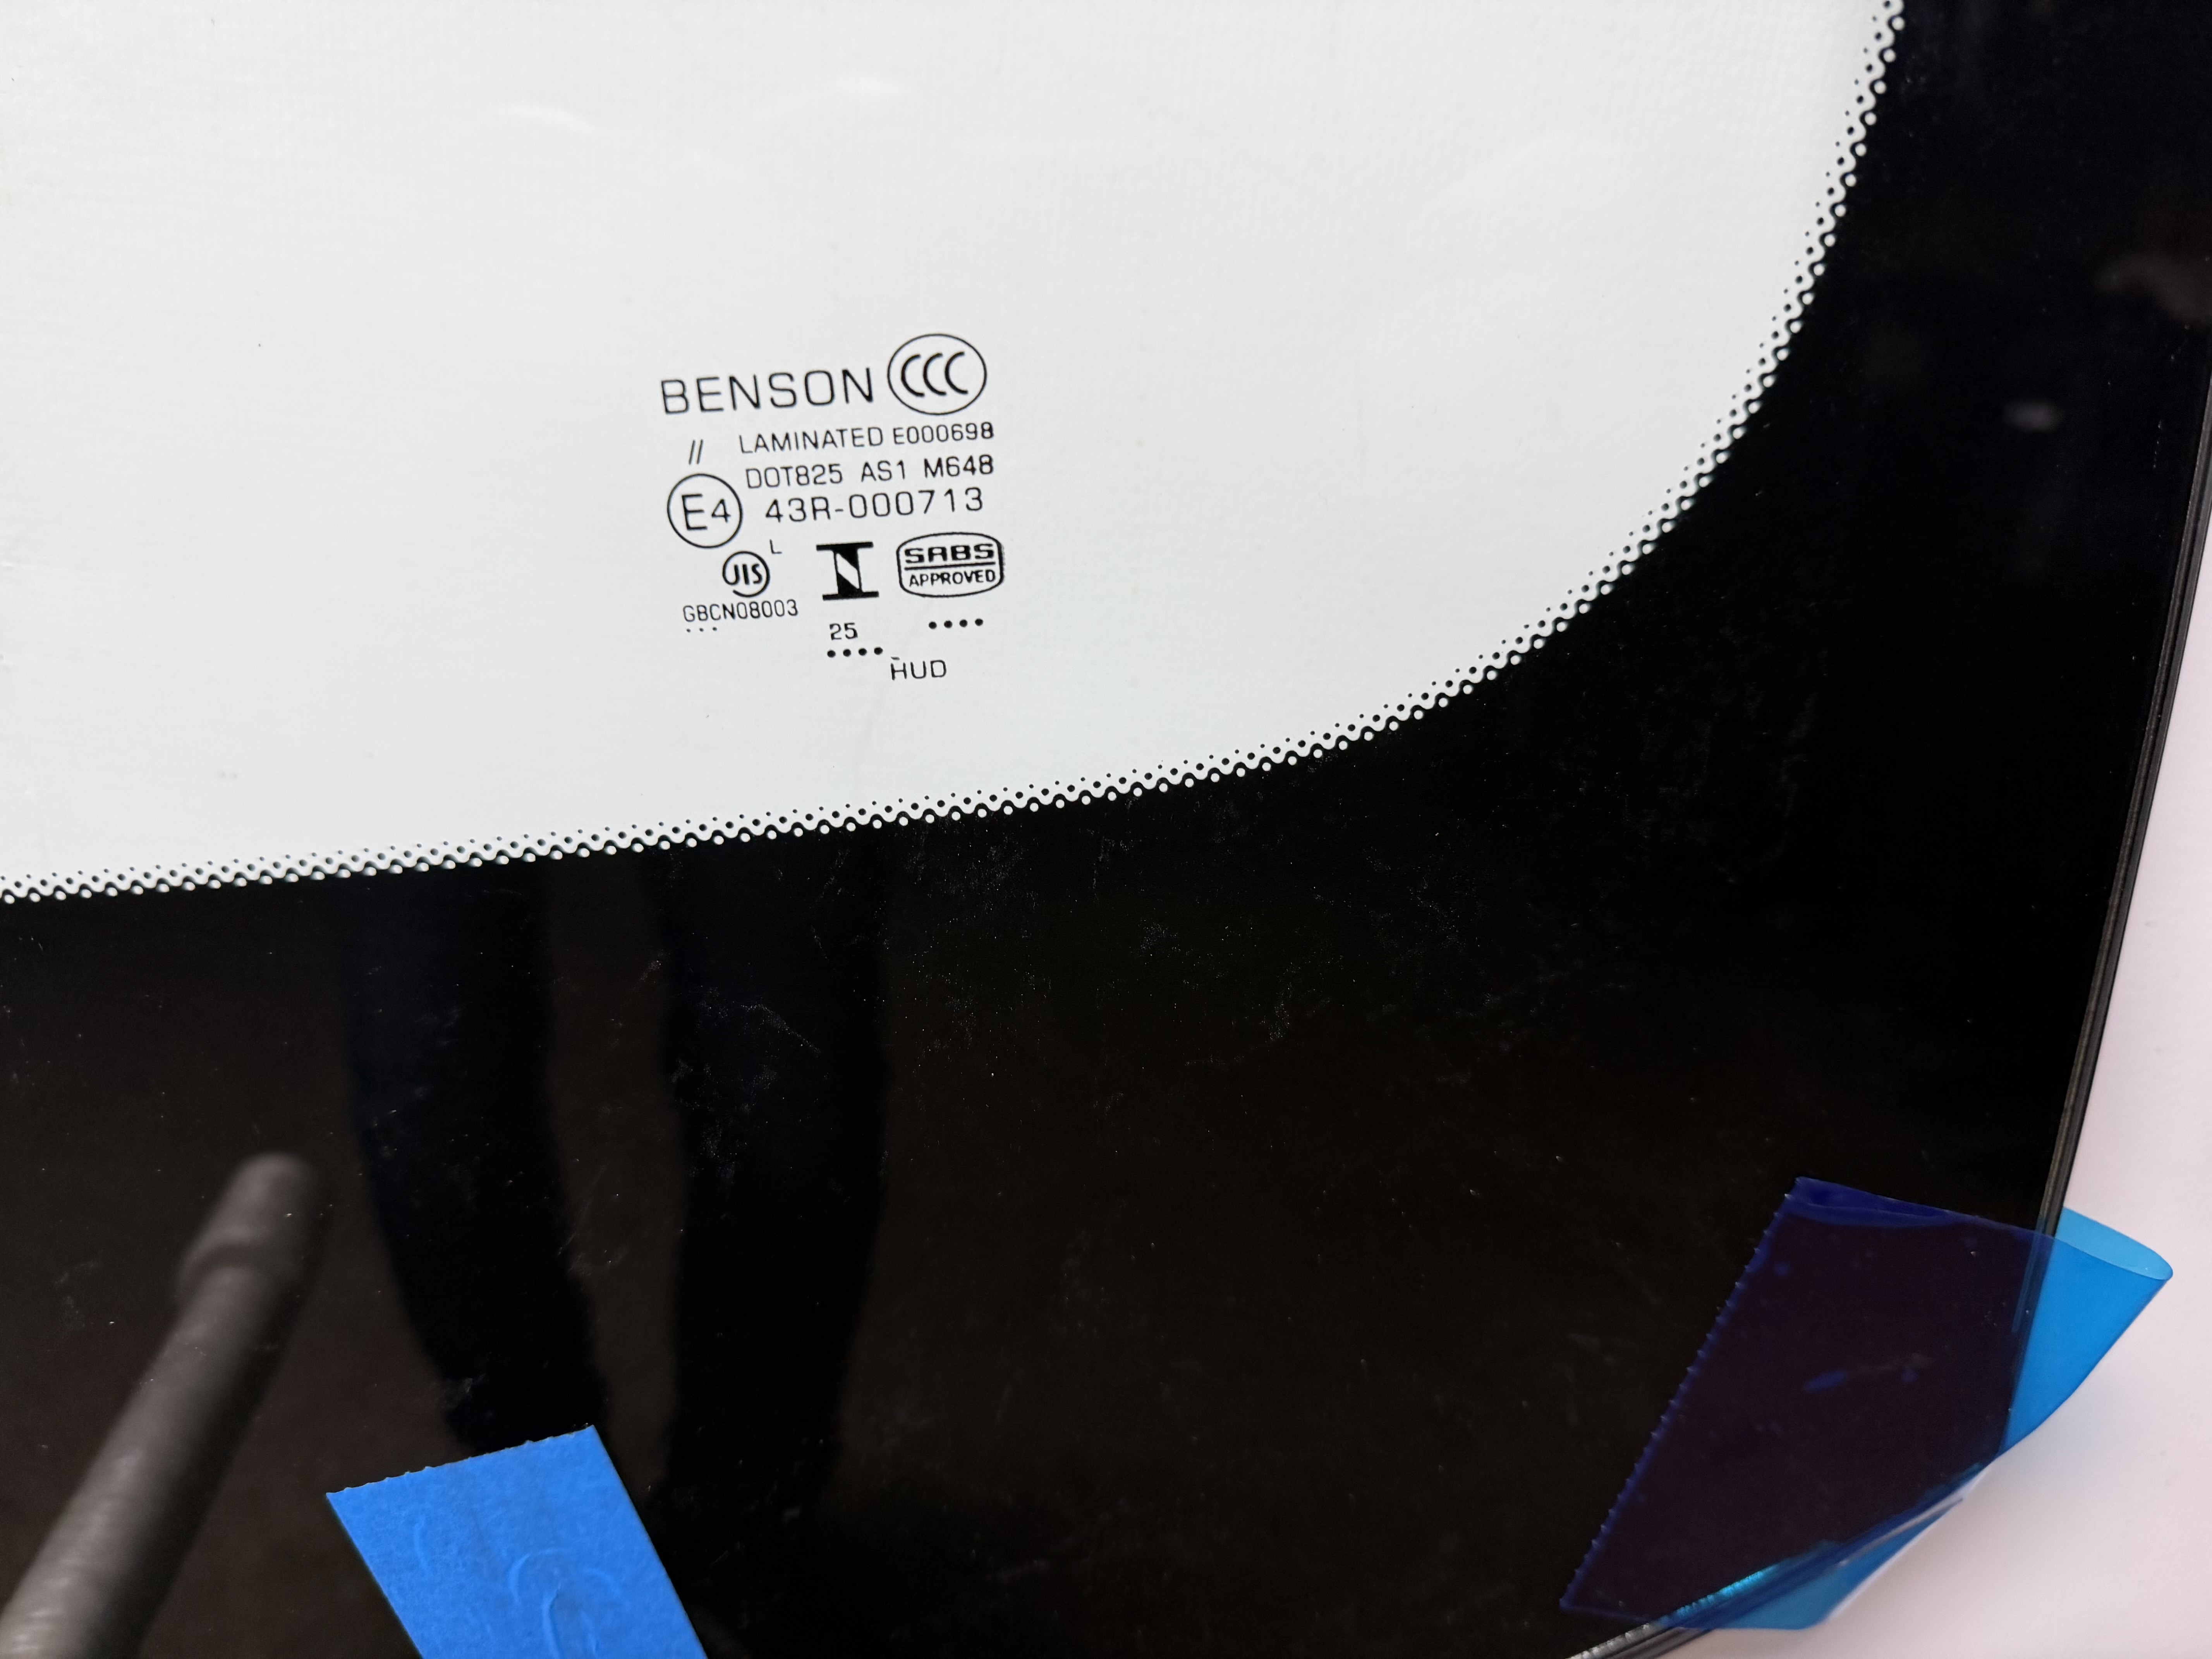 BENSON CCC
// LAMINATED E000698
DOT825 AS1 M648
E4 43R-000713
L
JIS N SABS
APPROVED
GBCN08003
25
HUD